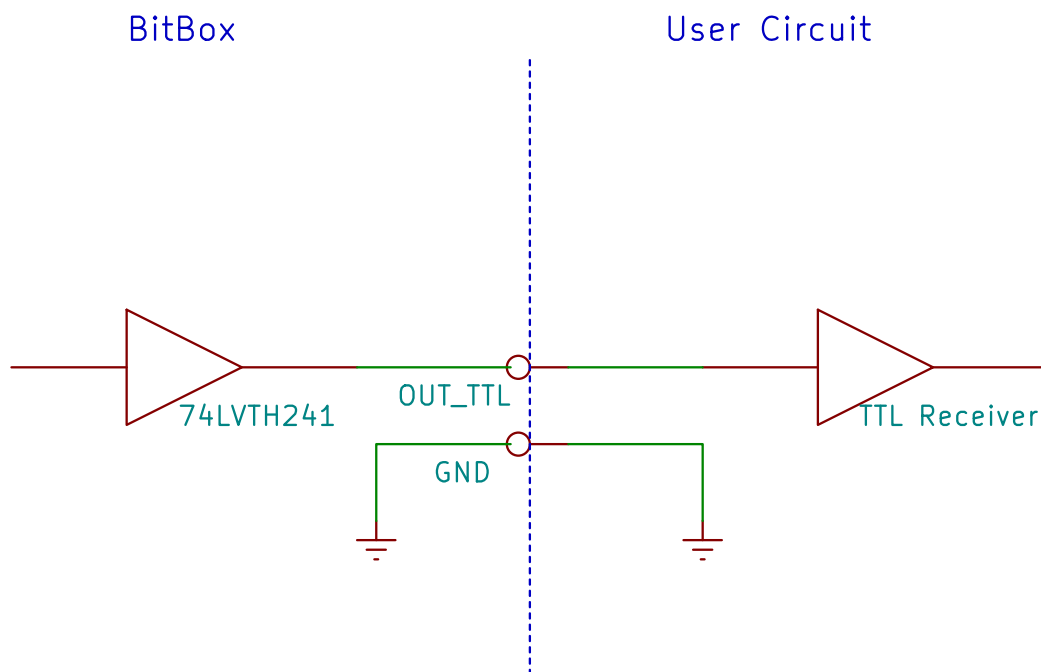 BitBox
User Circuit
OUT_TTL
74LVTH241
TTL Receiver
GND